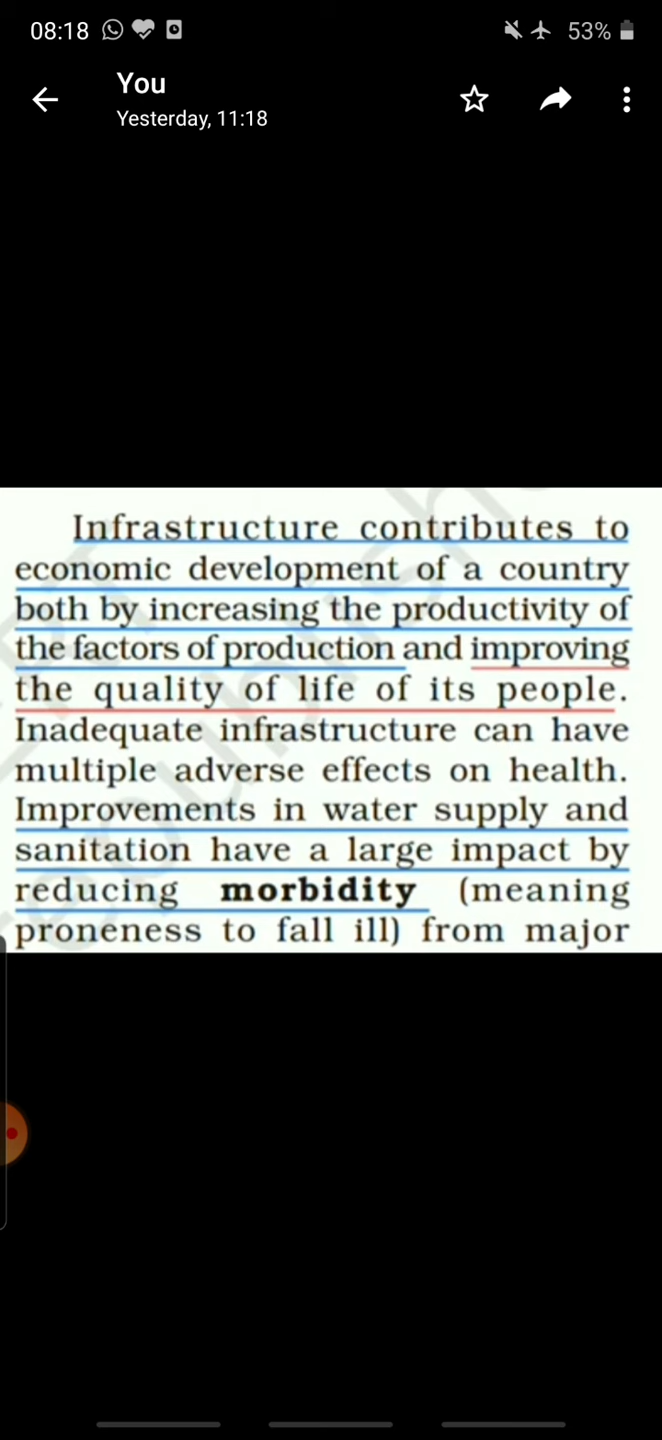 08:18 53%
You
Yesterday, 11:18
Infrastructure contributes to
economic development of a country
both by increasing the productivity of
the factors of production and improving
the quality of life of its people.
Inadequate infrastructure can have
multiple adverse effects on health.
Improvements in water supply and
sanitation have a large impact by
reducing morbidity (meaning
proneness to fall ill) from major